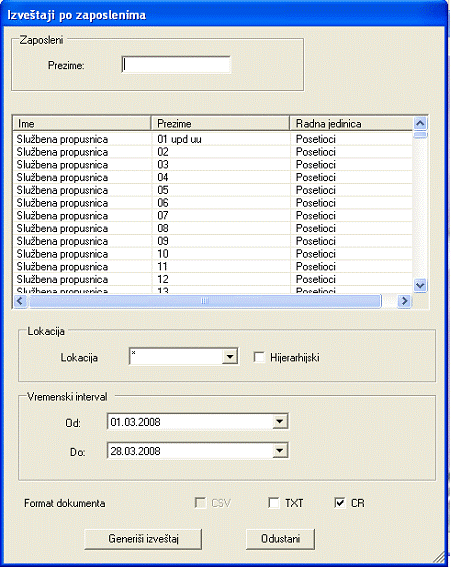 Izveštaji po zaposlenima
Zaposleni
Prezime:
Ime Prezime Radna jedinica
Službena propusnica 01 upd uu Posetioci
Službena propusnica 02 Posetioci
Službena propusnica 03 Posetioci
Službena propusnica 04 Posetioci
Službena propusnica 05 Posetioci
Službena propusnica 06 Posetioci
Službena propusnica 07 Posetioci
Službena propusnica 08 Posetioci
Službena propusnica 09 Posetioci
Službena propusnica 10 Posetioci
Službena propusnica 11 Posetioci
Službena propusnica 12 Posetioci
Službena propusnica 13 Posetioci
Lokacija
Lokacija * Hijerarhijski
Vremenski interval
Od: 01.03.2008
Do: 28.03.2008
Format dokumenta CSV TXT CR
Generiši izveštaj Odustani